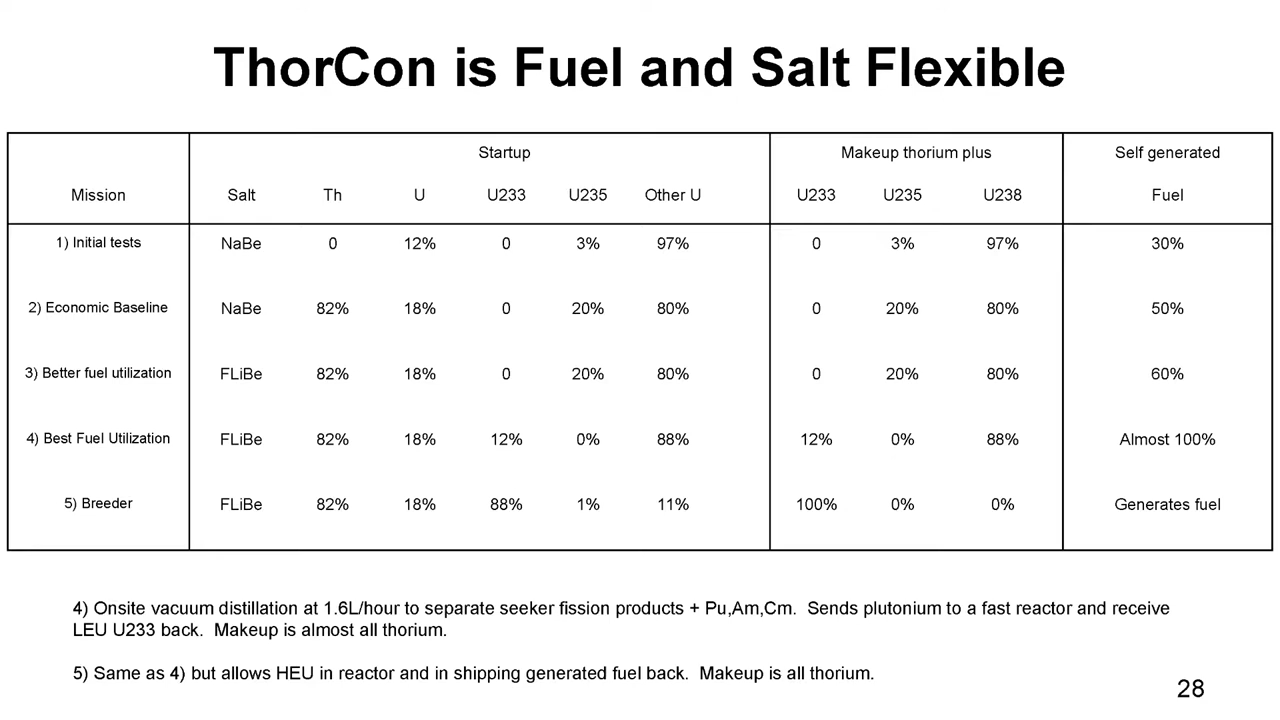 ThorCon is Fuel and Salt Flexible
Startup Makeup thorium plus Self generated
Mission Salt Th U U233 U235 Other U U233 U235 U238 Fuel
1) Initial tests NaBe 0 12% 0 3% 97% 0 3% 97% 30%
2) Economic Baseline NaBe 82% 18% 0 20% 80% 0 20% 80% 50%
3) Better fuel utilization FLiBe 82% 18% 0 20% 80% 0 20% 80% 60%
4) Best Fuel Utilization FLiBe 82% 18% 12% 0% 88% 12% 0% 88% Almost 100%
5) Breeder FLiBe 82% 18% 88% 1% 11% 100% 0% 0% Generates fuel
4) Onsite vacuum distillation at 1.6L/hour to separate seeker fission products + Pu,Am,Cm. Sends plutonium to a fast reactor and receive
LEU U233 back. Makeup is almost all thorium.
5) Same as 4) but allows HEU in reactor and in shipping generated fuel back. Makeup is all thorium.
28